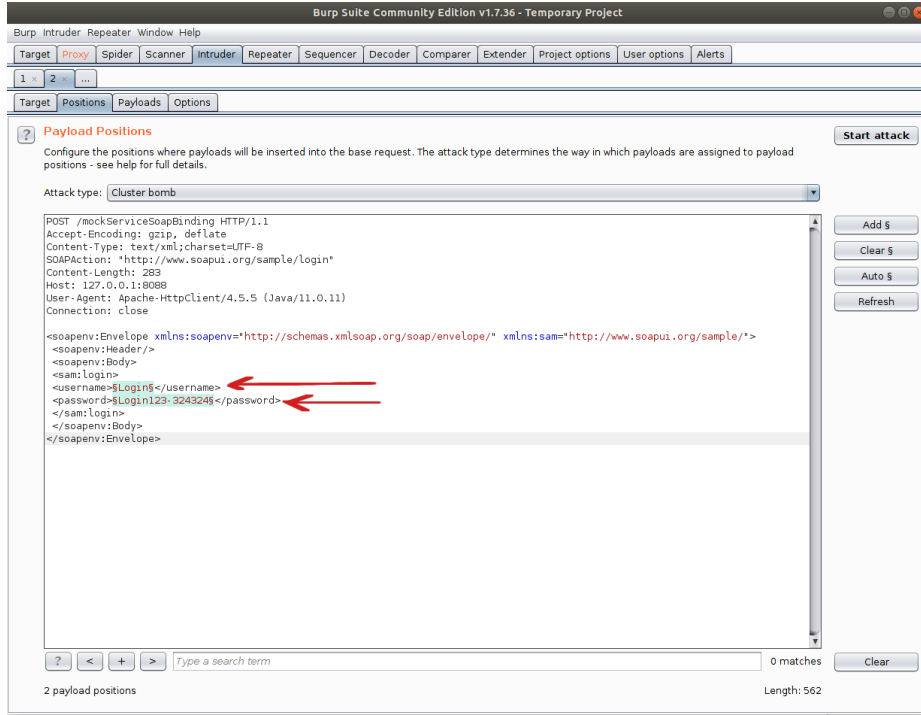 Burp Suite Community Edition v1.7.36 - Temporary Project
Burp Intruder Repeater Window Help
Target Proxy Spider Scanner Intruder Repeater Sequencer Decoder Comparer Extender Project options User options Alerts
1 × 2 × ...
Target Positions Payloads Options
? Payload Positions
Start attack
Configure the positions where payloads will be inserted into the base request. The attack type determines the way in which payloads are assigned to payload
positions - see help for full details.
Attack type: Cluster bomb
POST /mockServiceSoapBinding HTTP/1.1
Accept-Encoding: gzip, deflate
Content-Type: text/xml;charset=UTF-8
SOAPAction: "http://www.soapui.org/sample/login"
Content-Length: 283
Host: 127.0.0.1:8088
User-Agent: Apache-HttpClient/4.5.5 (Java/11.0.11)
Connection: close
<soapenv:Envelope xmlns:soapenv="http://schemas.xmlsoap.org/soap/envelope/" xmlns:sam="http://www.soapui.org/sample/">
<soapenv:Header/>
<soapenv:Body>
<sam:login>
<username>§Login§</username>
<password>§Login123-324324§</password>
</sam:login>
</soapenv:Body>
</soapenv:Envelope>
Add §
Clear §
Auto §
Refresh
? < + > Type a search term 0 matches Clear
2 payload positions Length: 562